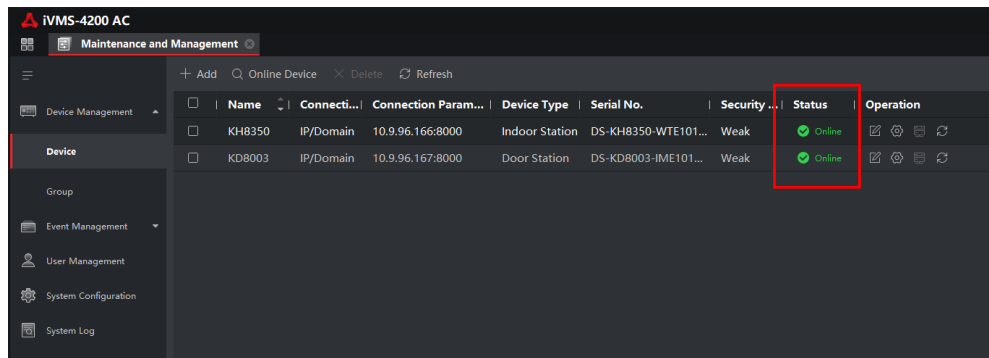 iVMS-4200 AC
Maintenance and Management
Add Online Device Delete Refresh
Name Connecti... Connection Param... Device Type Serial No. Security ... Status Operation
Device Management
KH8350 IP/Domain 10.9.96.166:8000 Indoor Station DS-KH8350-WTE101... Weak Online
Device
KD8003 IP/Domain 10.9.96.167:8000 Door Station DS-KD8003-IME101... Weak Online
Group
Event Management
User Management
System Configuration
System Log